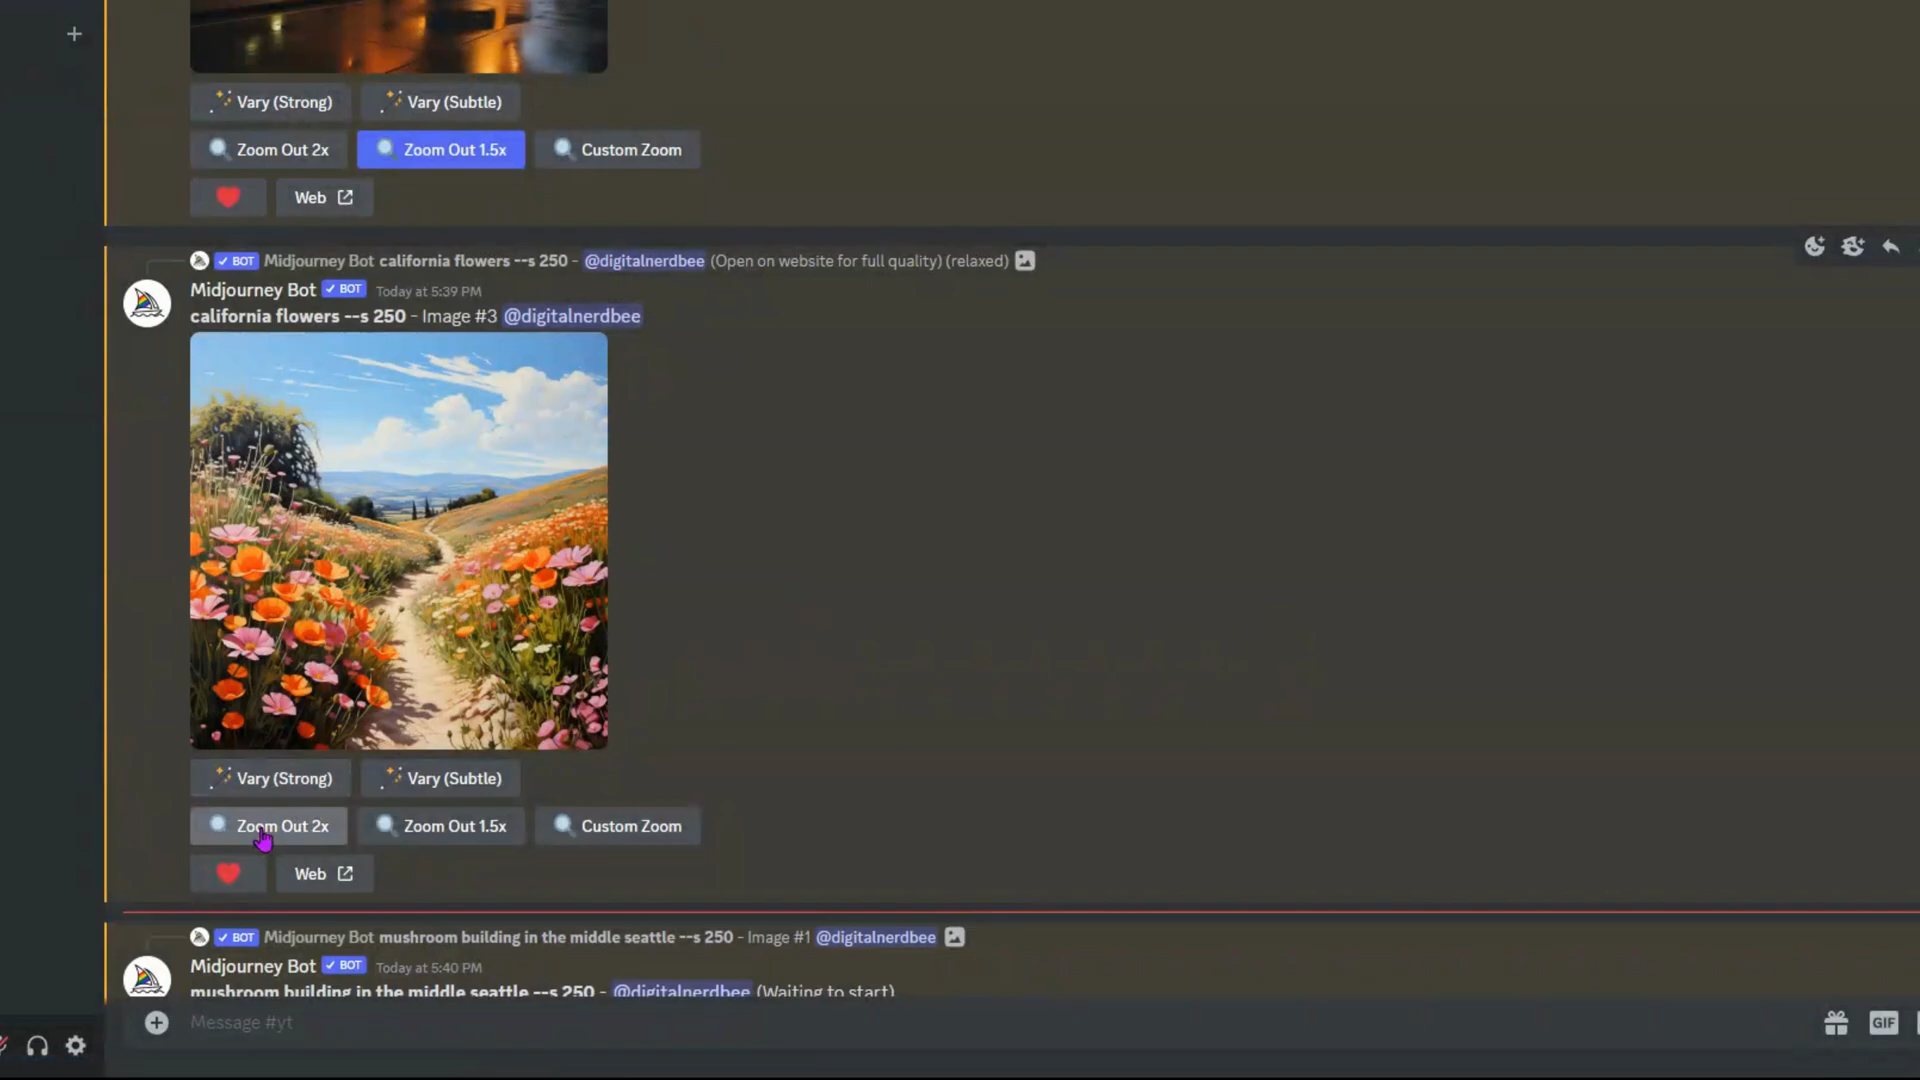 Vary (Strong) Vary (Subtle)
Zoom Out 2x Zoom Out 1.5x Custom Zoom
Web
BOT Midjourney Bot california flowers --s 250 - @digitalnerdbee (Open on website for full quality) (relaxed)
Midjourney Bot BOT Today at 5:39 PM
california flowers --s 250 - Image #3 @digitalnerdbee
Vary (Strong) Vary (Subtle)
Zoom Out 2x Zoom Out 1.5x Custom Zoom
Web
BOT Midjourney Bot mushroom building in the middle seattle --s 250 - Image #1 @digitalnerdbee
Midjourney Bot BOT Today at 5:40 PM
mushroom building in the middle seattle --s 250 - @digitalnerdbee (Waiting to start)
Message #yt
GIF